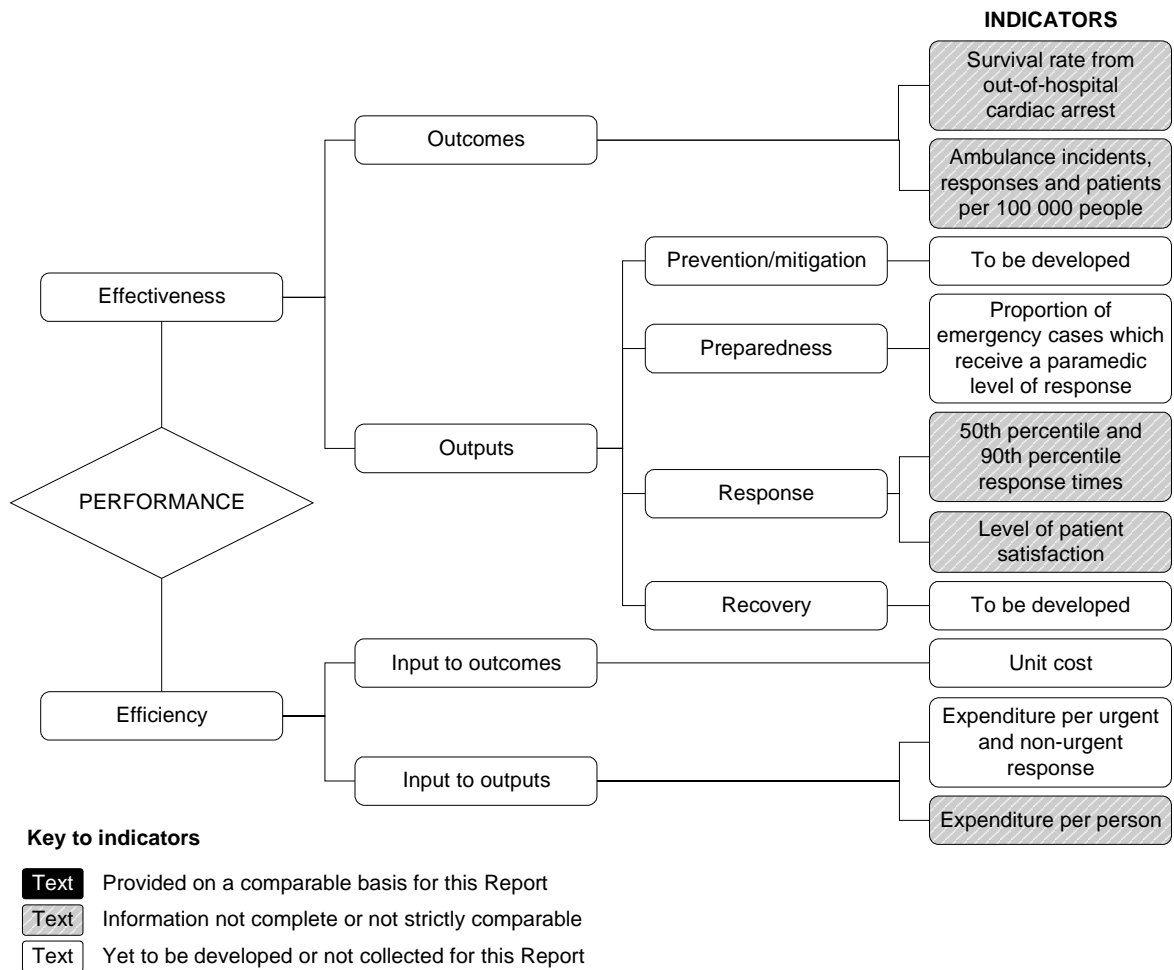 INDICATORS
Survival rate from
out-of-hospital
cardiac arrest
Outcomes
Ambulance incidents,
responses and patients
per 100 000 people
Prevention/mitigation
To be developed
Effectiveness
Proportion of
emergency cases which
receive a paramedic
level of response
Preparedness
Outputs
50th percentile and
90th percentile
response times
PERFORMANCE
Response
Level of patient
satisfaction
Recovery
To be developed
Input to outcomes
Unit cost
Efficiency
Expenditure per urgent
and non-urgent
response
Input to outputs
Expenditure per person
Key to indicators
Text Provided on a comparable basis for this Report
Text Information not complete or not strictly comparable
Text Yet to be developed or not collected for this Report